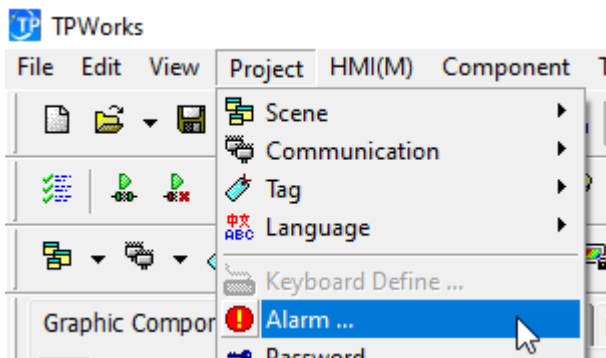 TP TPWorks
File Edit View Project HMI(M) Component
Scene
Communication
Tag
中文
ABC Language
Keyboard Define ...
Graphic Compor Alarm ...
Password